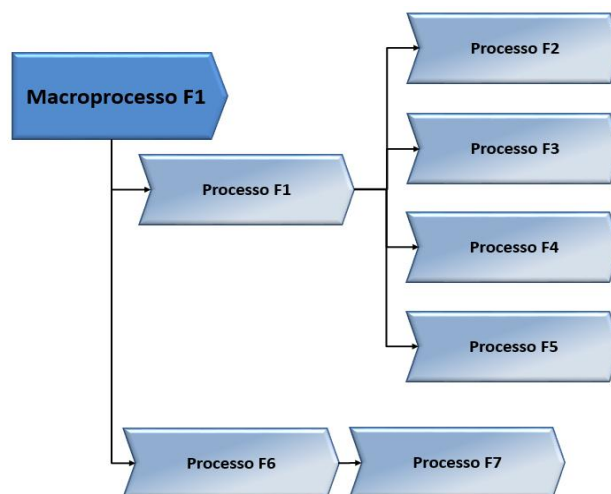 Processo F2
Macroprocesso F1
Processo F3
Processo F1
Processo F4
Processo F5
Processo F6
Processo F7